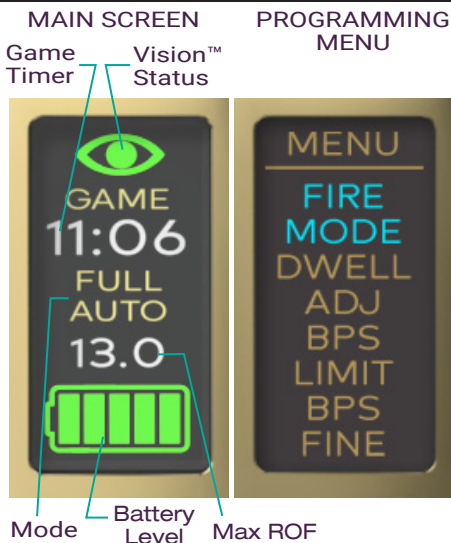 MAIN SCREEN
PROGRAMMING
MENU
Game
Timer
Vision™
Status
GAME
11:06
FULL
AUTO
13.0
Mode
Battery
Level
Max ROF
MENU
FIRE
MODE
DWELL
ADJ
BPS
LIMIT
BPS
FINE